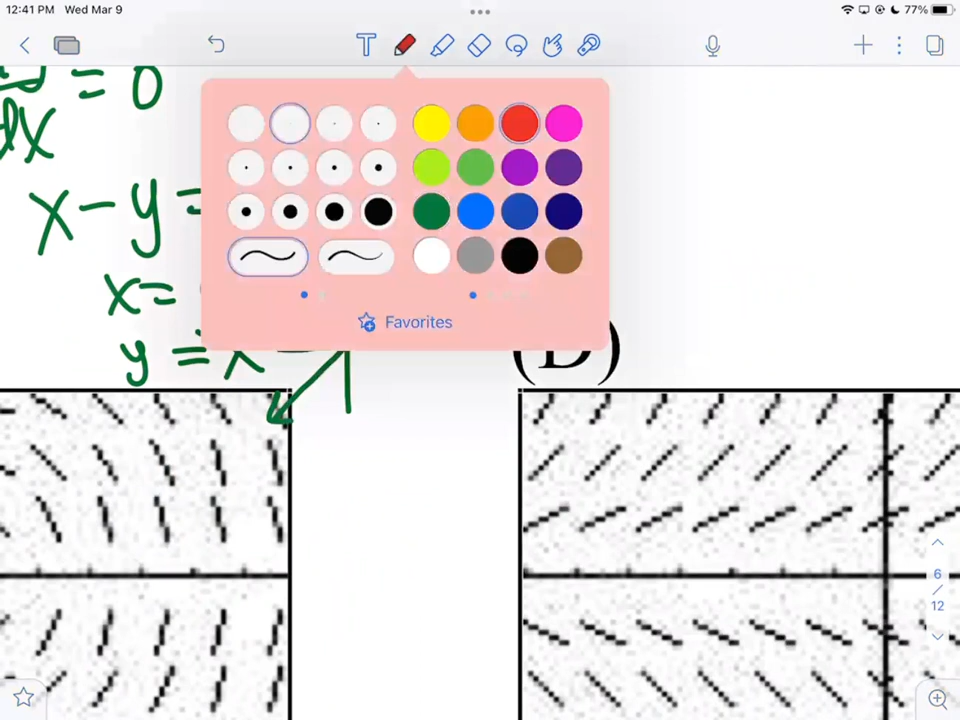 12:41 PM Wed Mar 9
77%
T
= 0
dx
x - y =
x =
y = x
Favorites
(D)
6
/
12